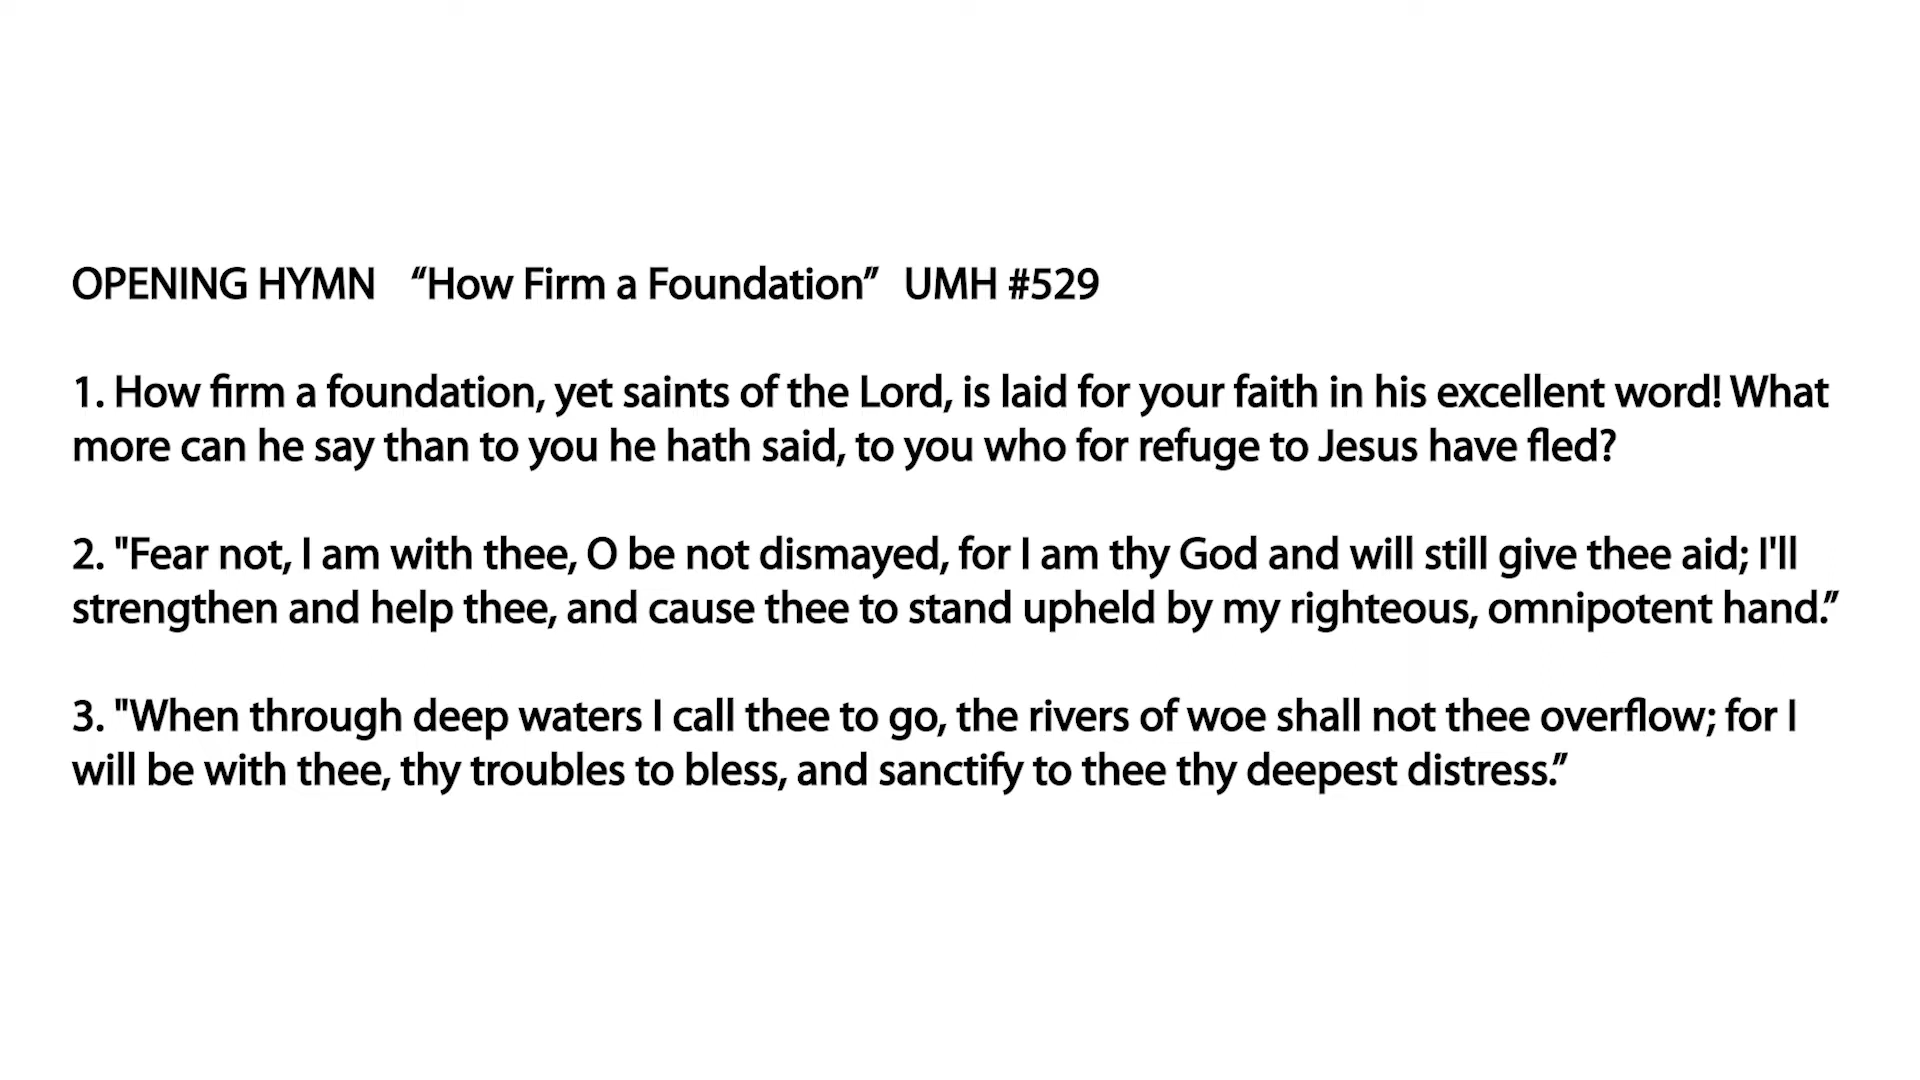 OPENING HYMN “How Firm a Foundation” UMH #529
1. How firm a foundation, yet saints of the Lord, is laid for your faith in his excellent word! What
more can he say than to you he hath said, to you who for refuge to Jesus have fled?
2. "Fear not, I am with thee, O be not dismayed, for I am thy God and will still give thee aid; I'll
strengthen and help thee, and cause thee to stand upheld by my righteous, omnipotent hand.”
3. "When through deep waters I call thee to go, the rivers of woe shall not thee overflow; for I
will be with thee, thy troubles to bless, and sanctify to thee thy deepest distress.”